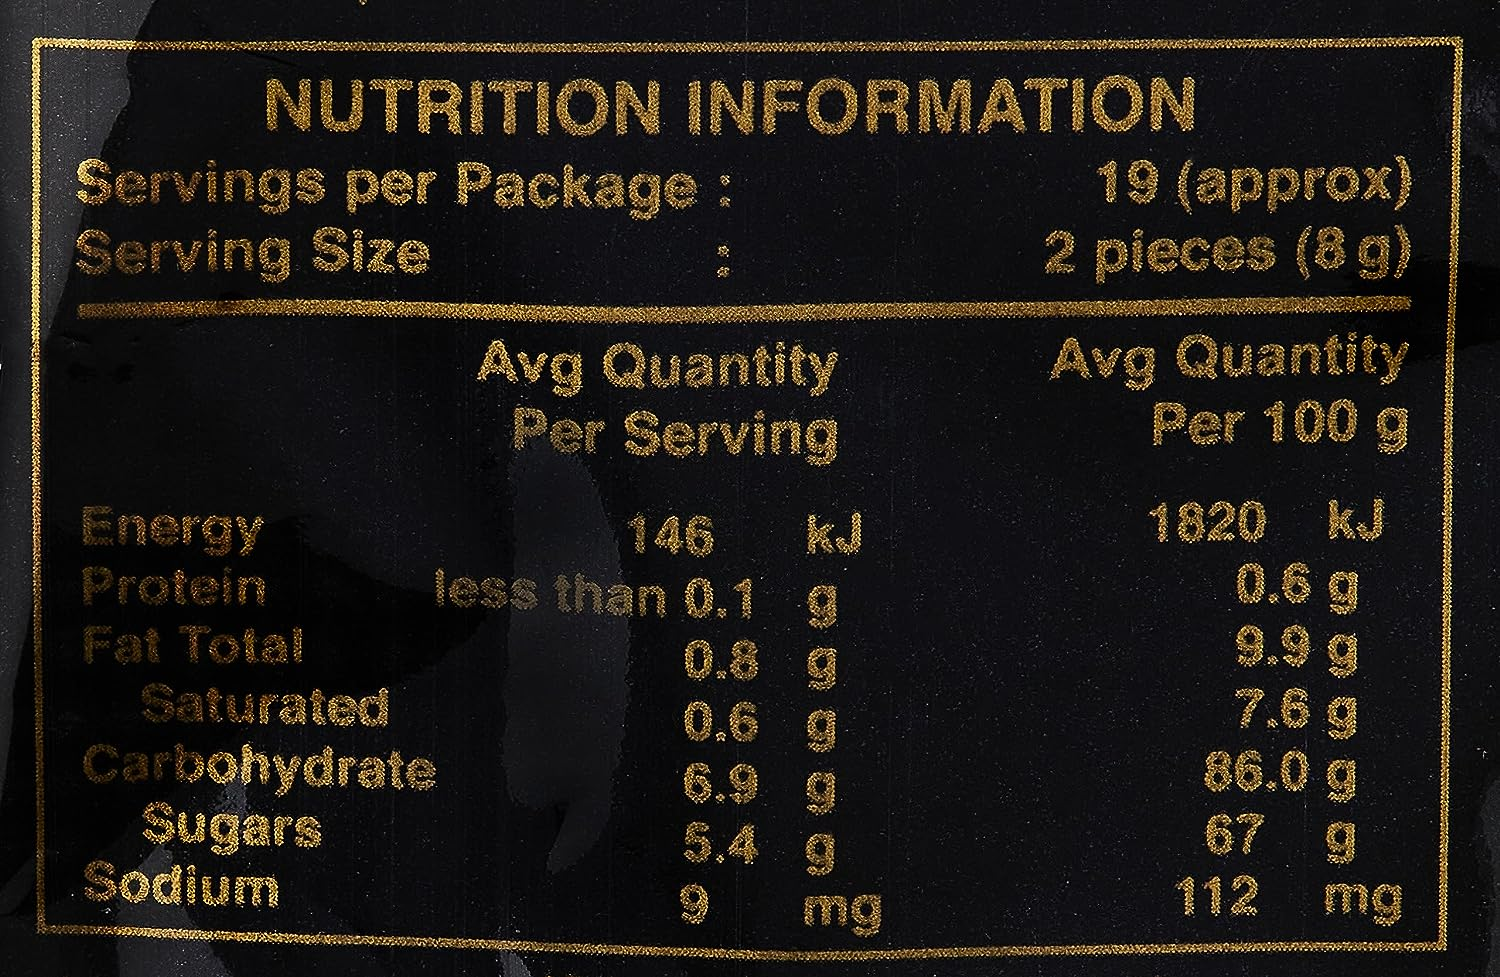 NUTRITION INFORMATION
Servings per Package : 19 (approx)
Serving Size : 2 pieces (8 g)
Avg Quantity Avg Quantity
Per Serving Per 100 g
Energy 146 kJ 1820 kJ
Protein less than 0.1 g 0.6 g
Fat Total 0.8 g 9.9 g
Saturated 0.6 g 7.6 g
Carbohydrate 6.9 g 86.0 g
Sugars 5.4 g 67 g
Sodium 9 mg 112 mg